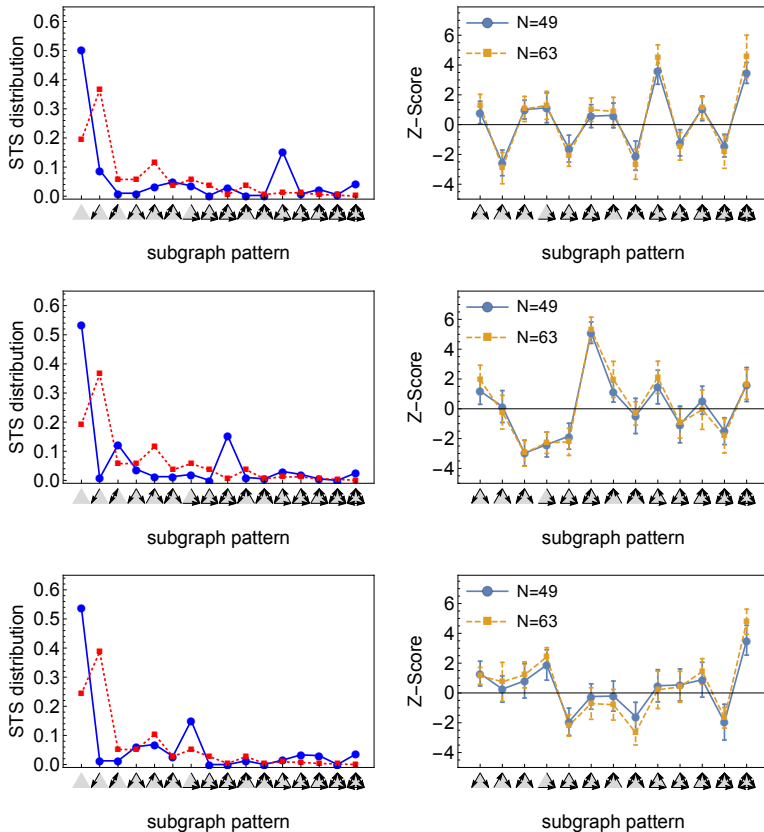 0.6
0.5
0.4
0.3
0.2
0.1
0.0
STS distribution
subgraph pattern
6
4
2
0
−2
−4
Z−Score
N=49
N=63
subgraph pattern
0.6
0.5
0.4
0.3
0.2
0.1
0.0
STS distribution
subgraph pattern
6
4
2
0
−2
−4
Z−Score
N=49
N=63
subgraph pattern
0.6
0.5
0.4
0.3
0.2
0.1
0.0
STS distribution
subgraph pattern
6
4
2
0
−2
−4
Z−Score
N=49
N=63
subgraph pattern